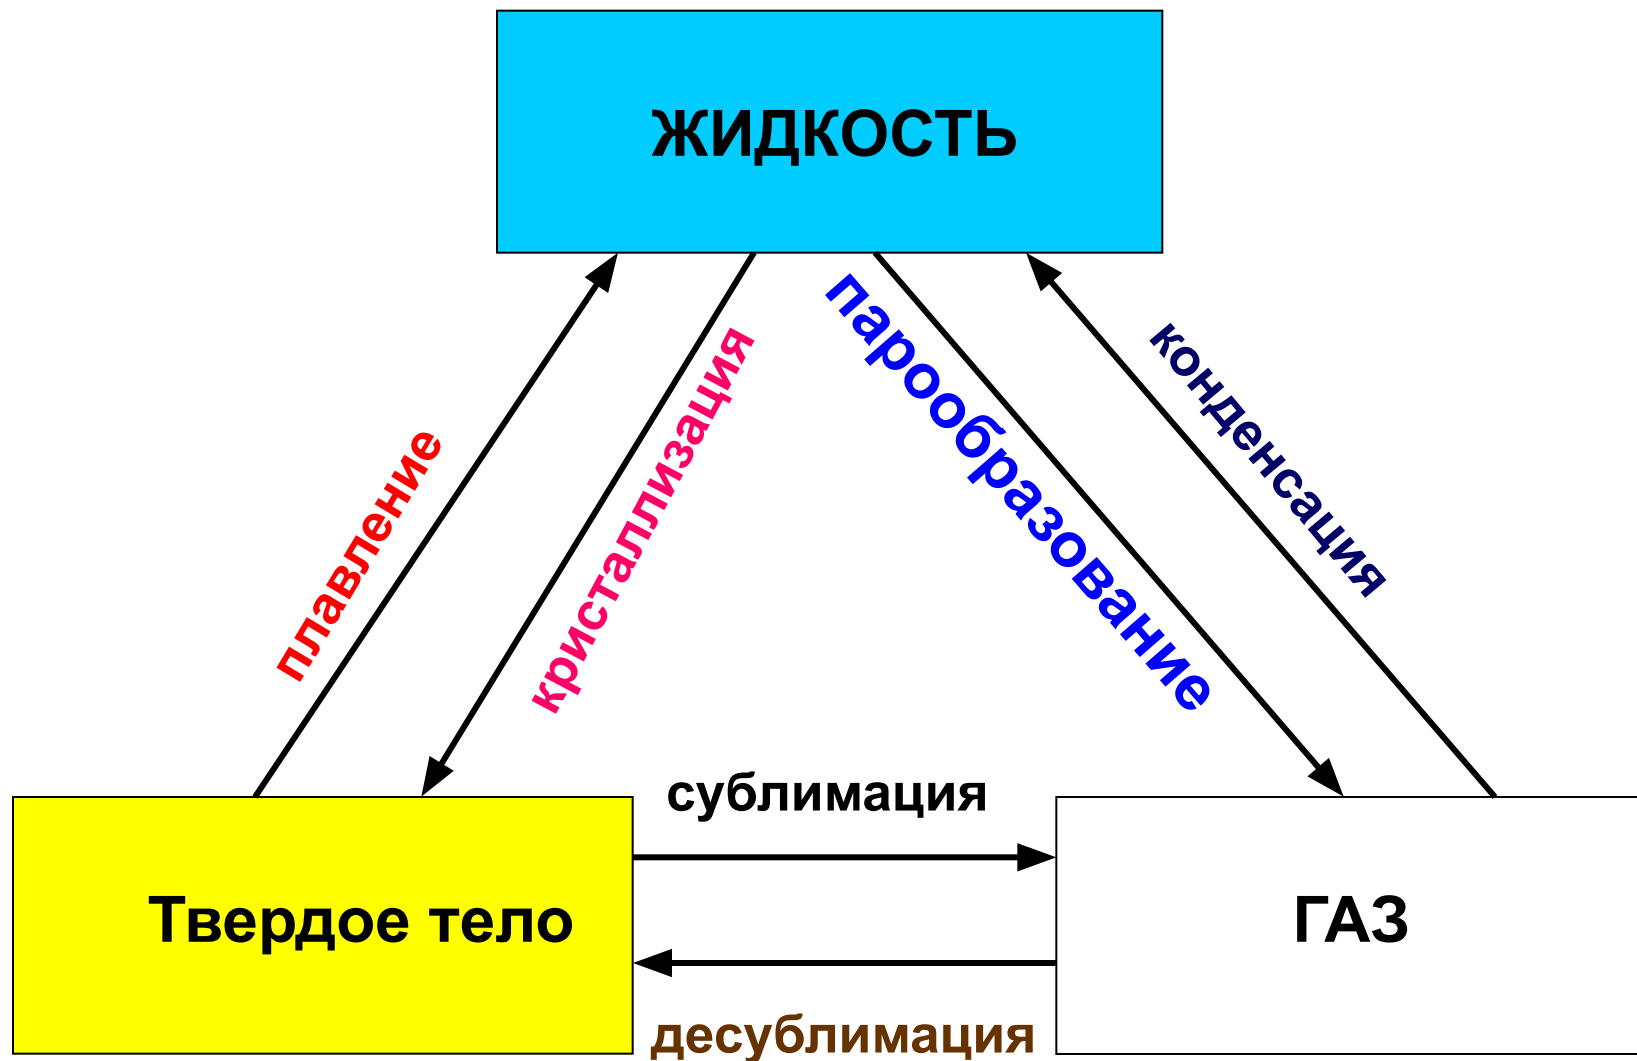 ЖИДКОСТЬ
плавление
кристаллизация
парообразование
конденсация
сублимация
Твердое тело
ГАЗ
десублимация